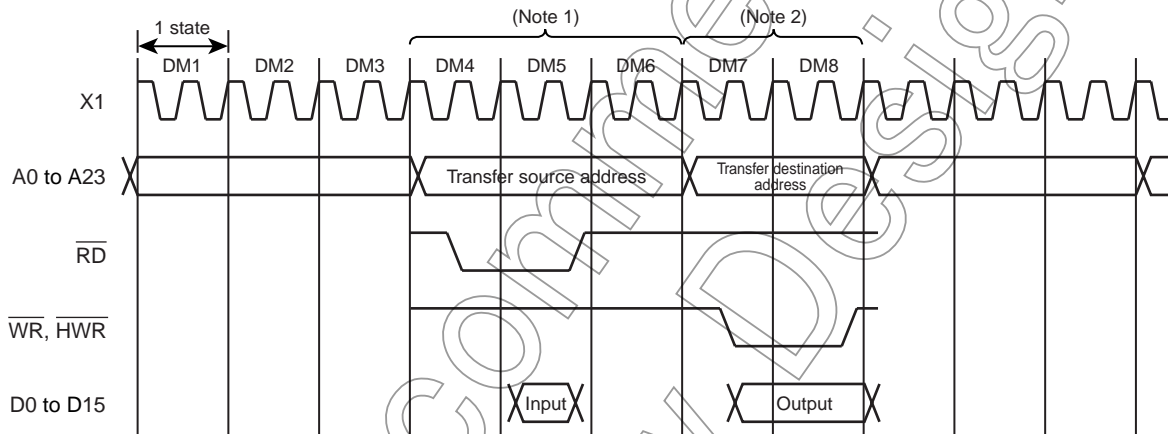 1 state (Note 1) (Note 2)
DM1 DM2 DM3 DM4 DM5 DM6 DM7 DM8
X1
A0 to A23 Transfer source address Transfer destination
address
RD
WR, HWR
D0 to D15 Input Output